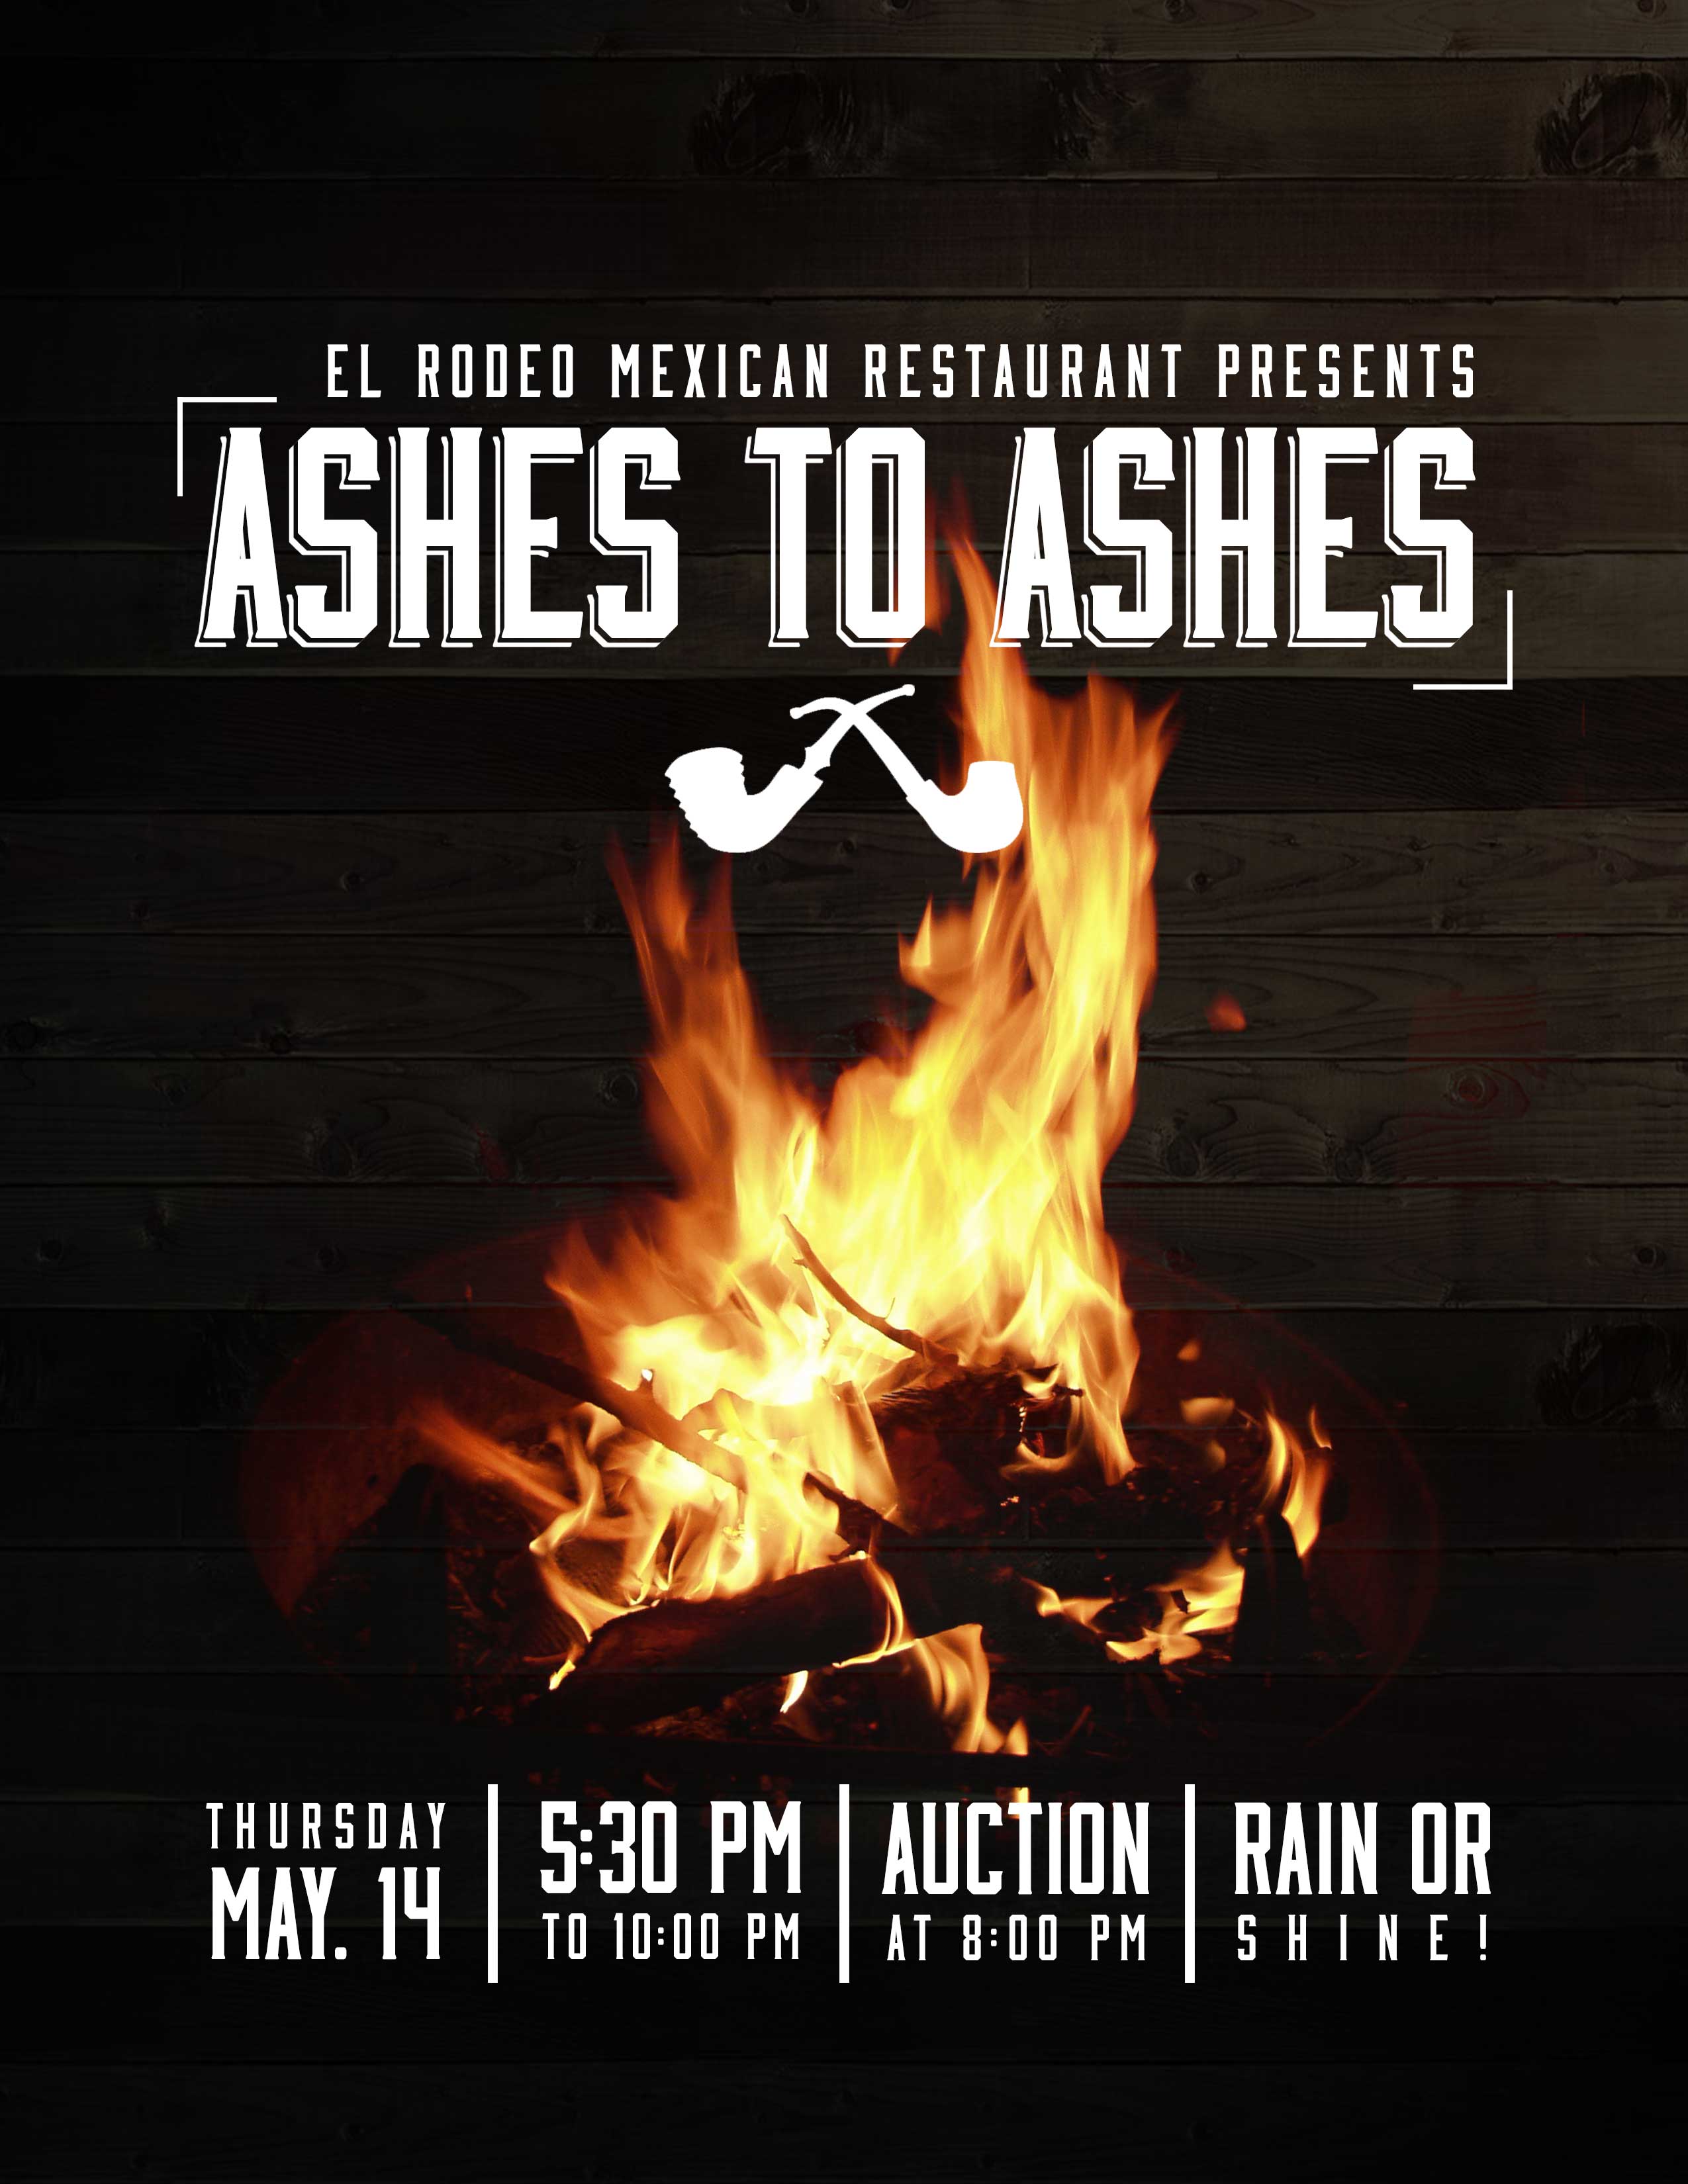 EL RODEO MEXICAN RESTAURANT PRESENTS
ASHES TO ASHES
THURSDAY
MAY. 14
5:30 PM
TO 10:00 PM
AUCTION
AT 8:00 PM
RAIN OR
SHINE!